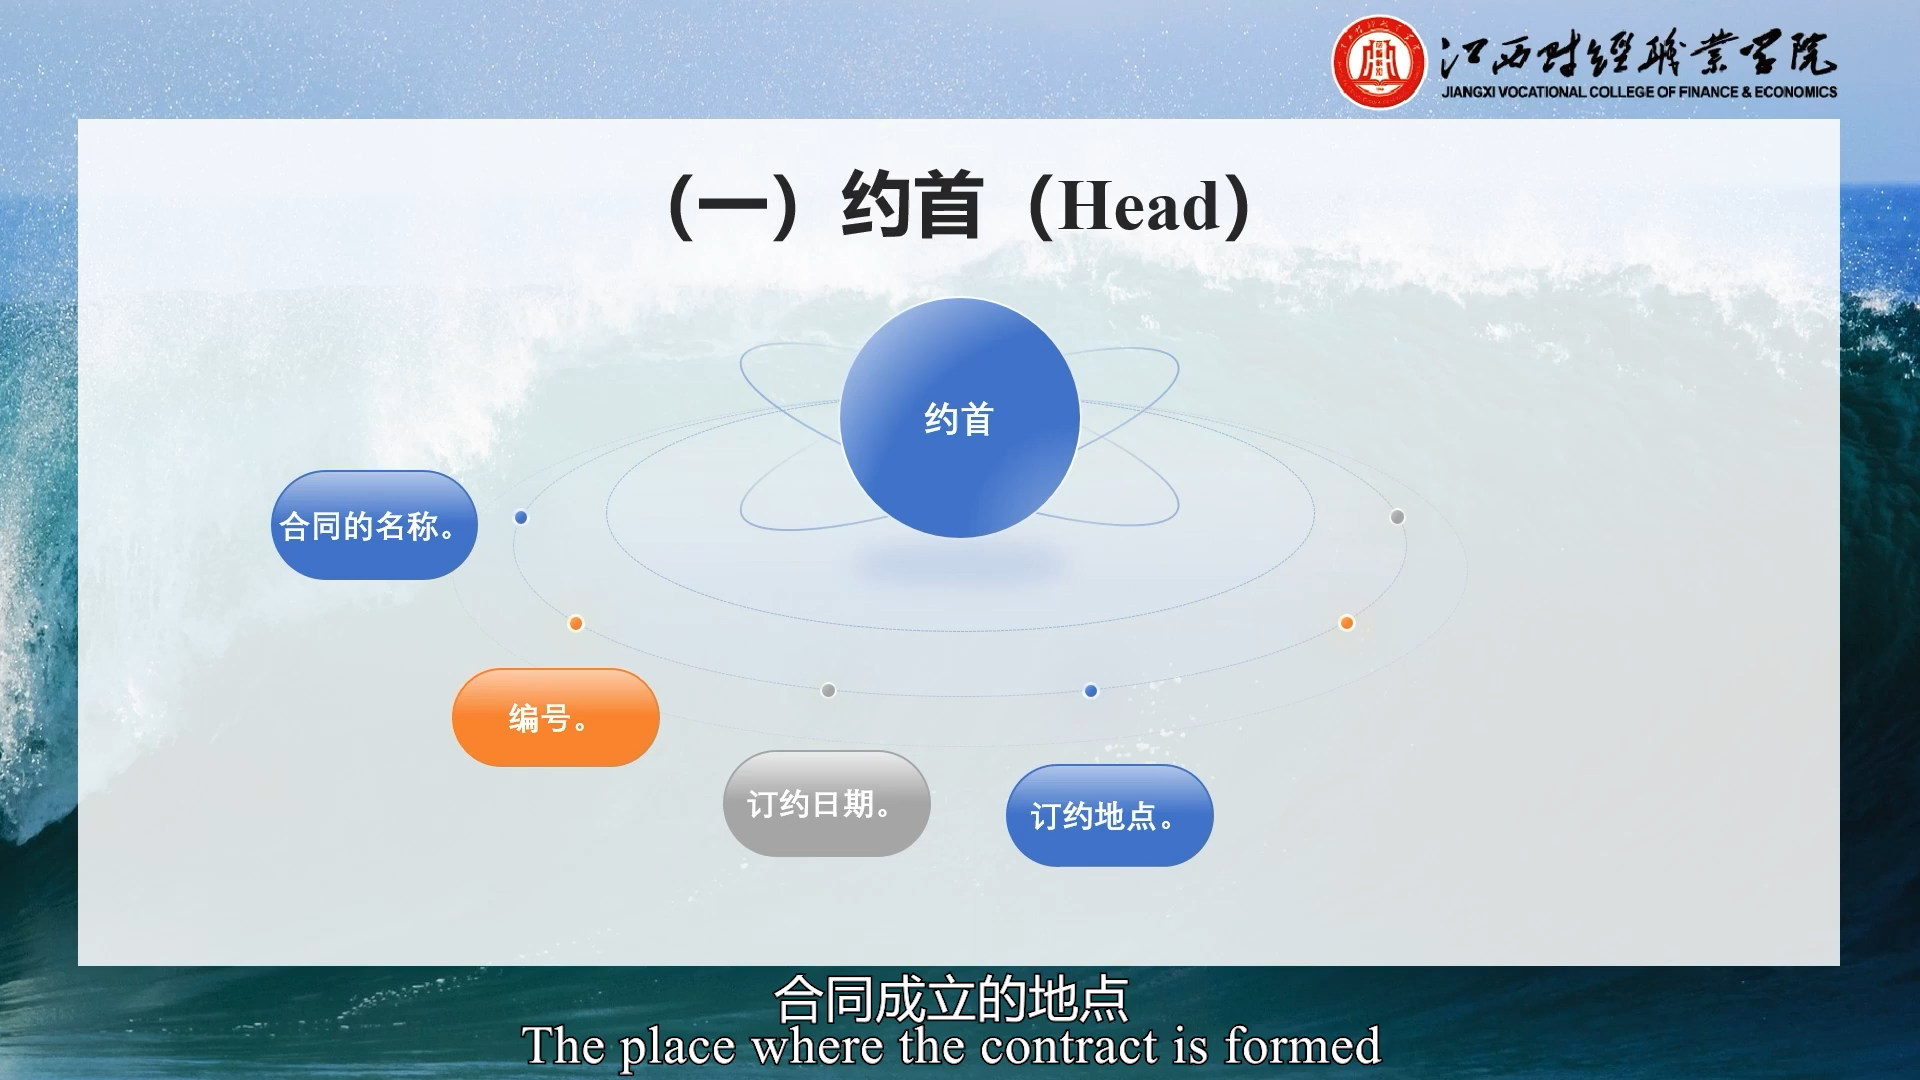 江西财经职业学院
JIANGXI VOCATIONAL COLLEGE OF FINANCE & ECONOMICS
（一）约首（Head）
约首
合同的名称。
编号。
订约日期。
订约地点。
合同成立的地点
The place where the contract is formed